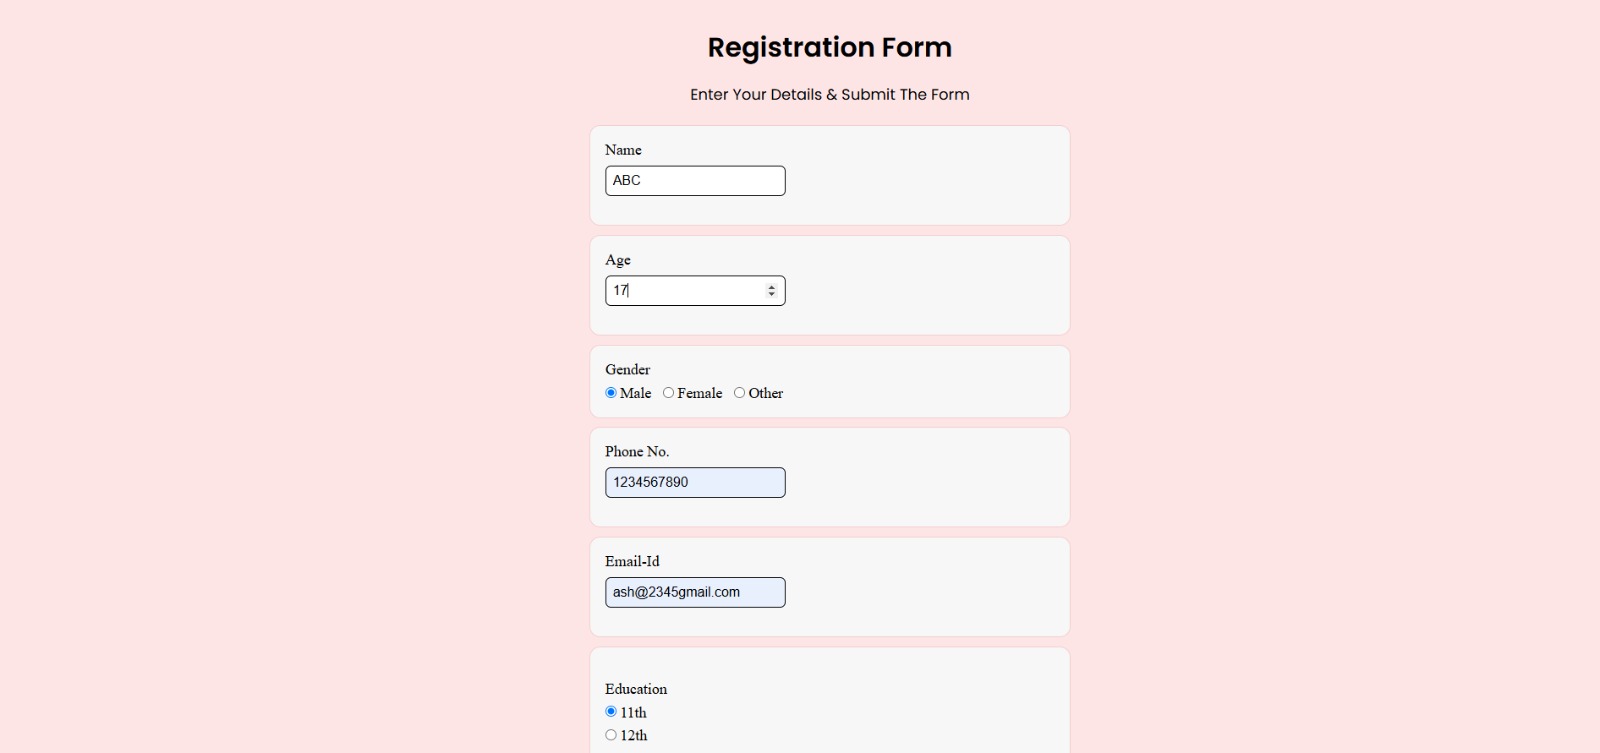 Registration Form
Enter Your Details & Submit The Form
Name
ABC
Age
17
Gender
Male Female Other
Phone No.
1234567890
Email-Id
ash@2345gmail.com
Education
11th
12th